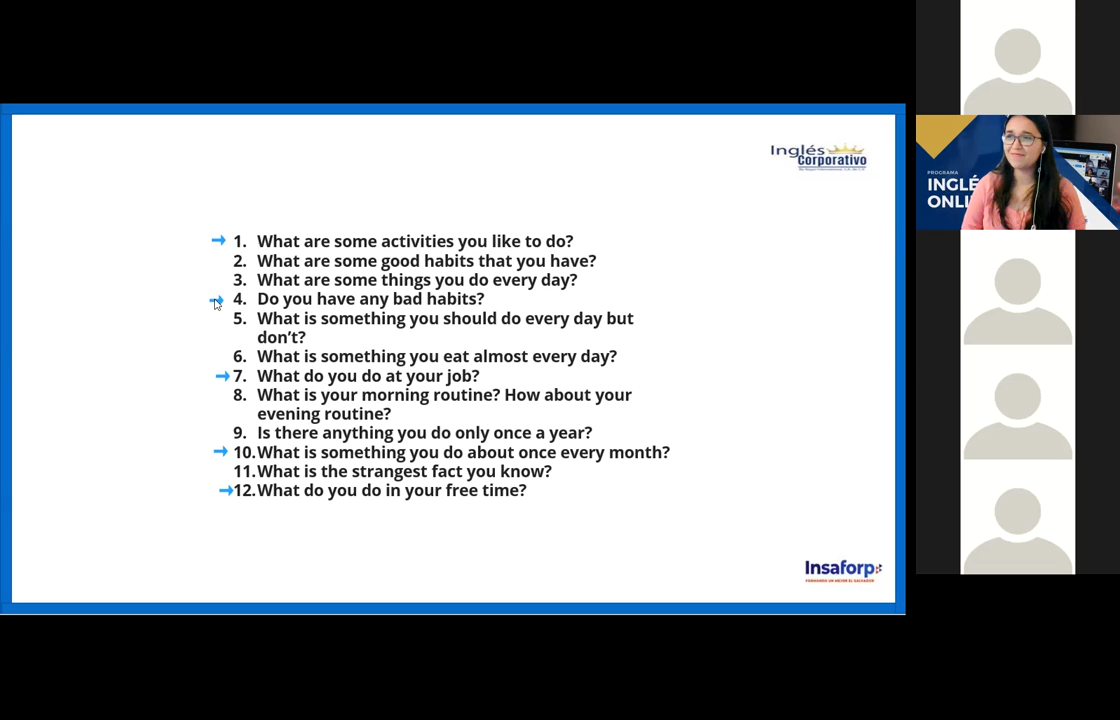 Inglés
Corporativo
1. What are some activities you like to do?
2. What are some good habits that you have?
3. What are some things you do every day?
4. Do you have any bad habits?
5. What is something you should do every day but
don’t?
6. What is something you eat almost every day?
7. What do you do at your job?
8. What is your morning routine? How about your
evening routine?
9. Is there anything you do only once a year?
10. What is something you do about once every month?
11. What is the strangest fact you know?
12. What do you do in your free time?
Insaforp
FORMANDO UN MEJOR EL SALVADOR
PROGRAMA
INGLÉ
ONLI